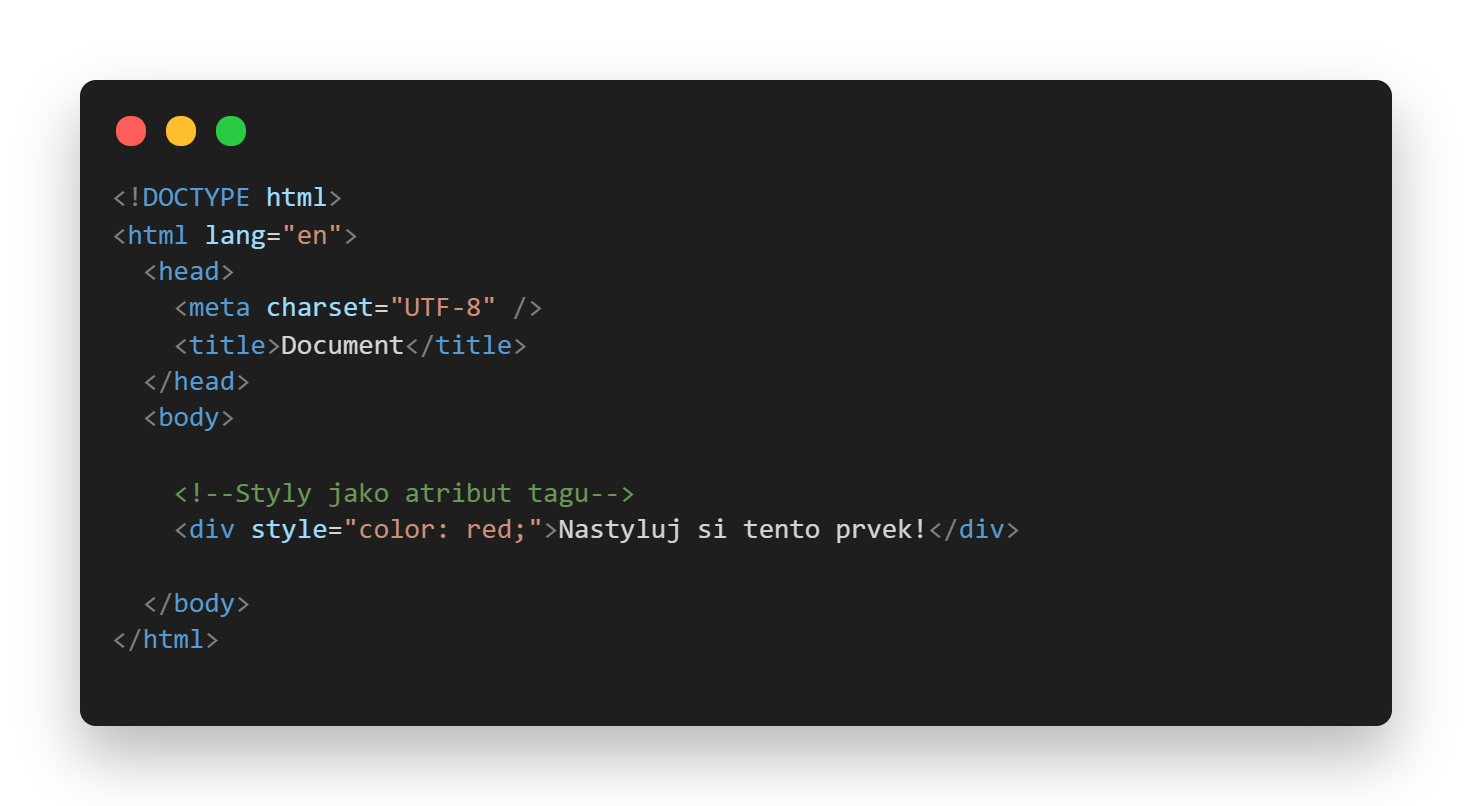 <!DOCTYPE html>
<html lang="en">
  <head>
    <meta charset="UTF-8" />
    <title>Document</title>
  </head>
  <body>

    <!--Styly jako atribut tagu-->
    <div style="color: red;">Nastyluj si tento prvek!</div>

  </body>
</html>